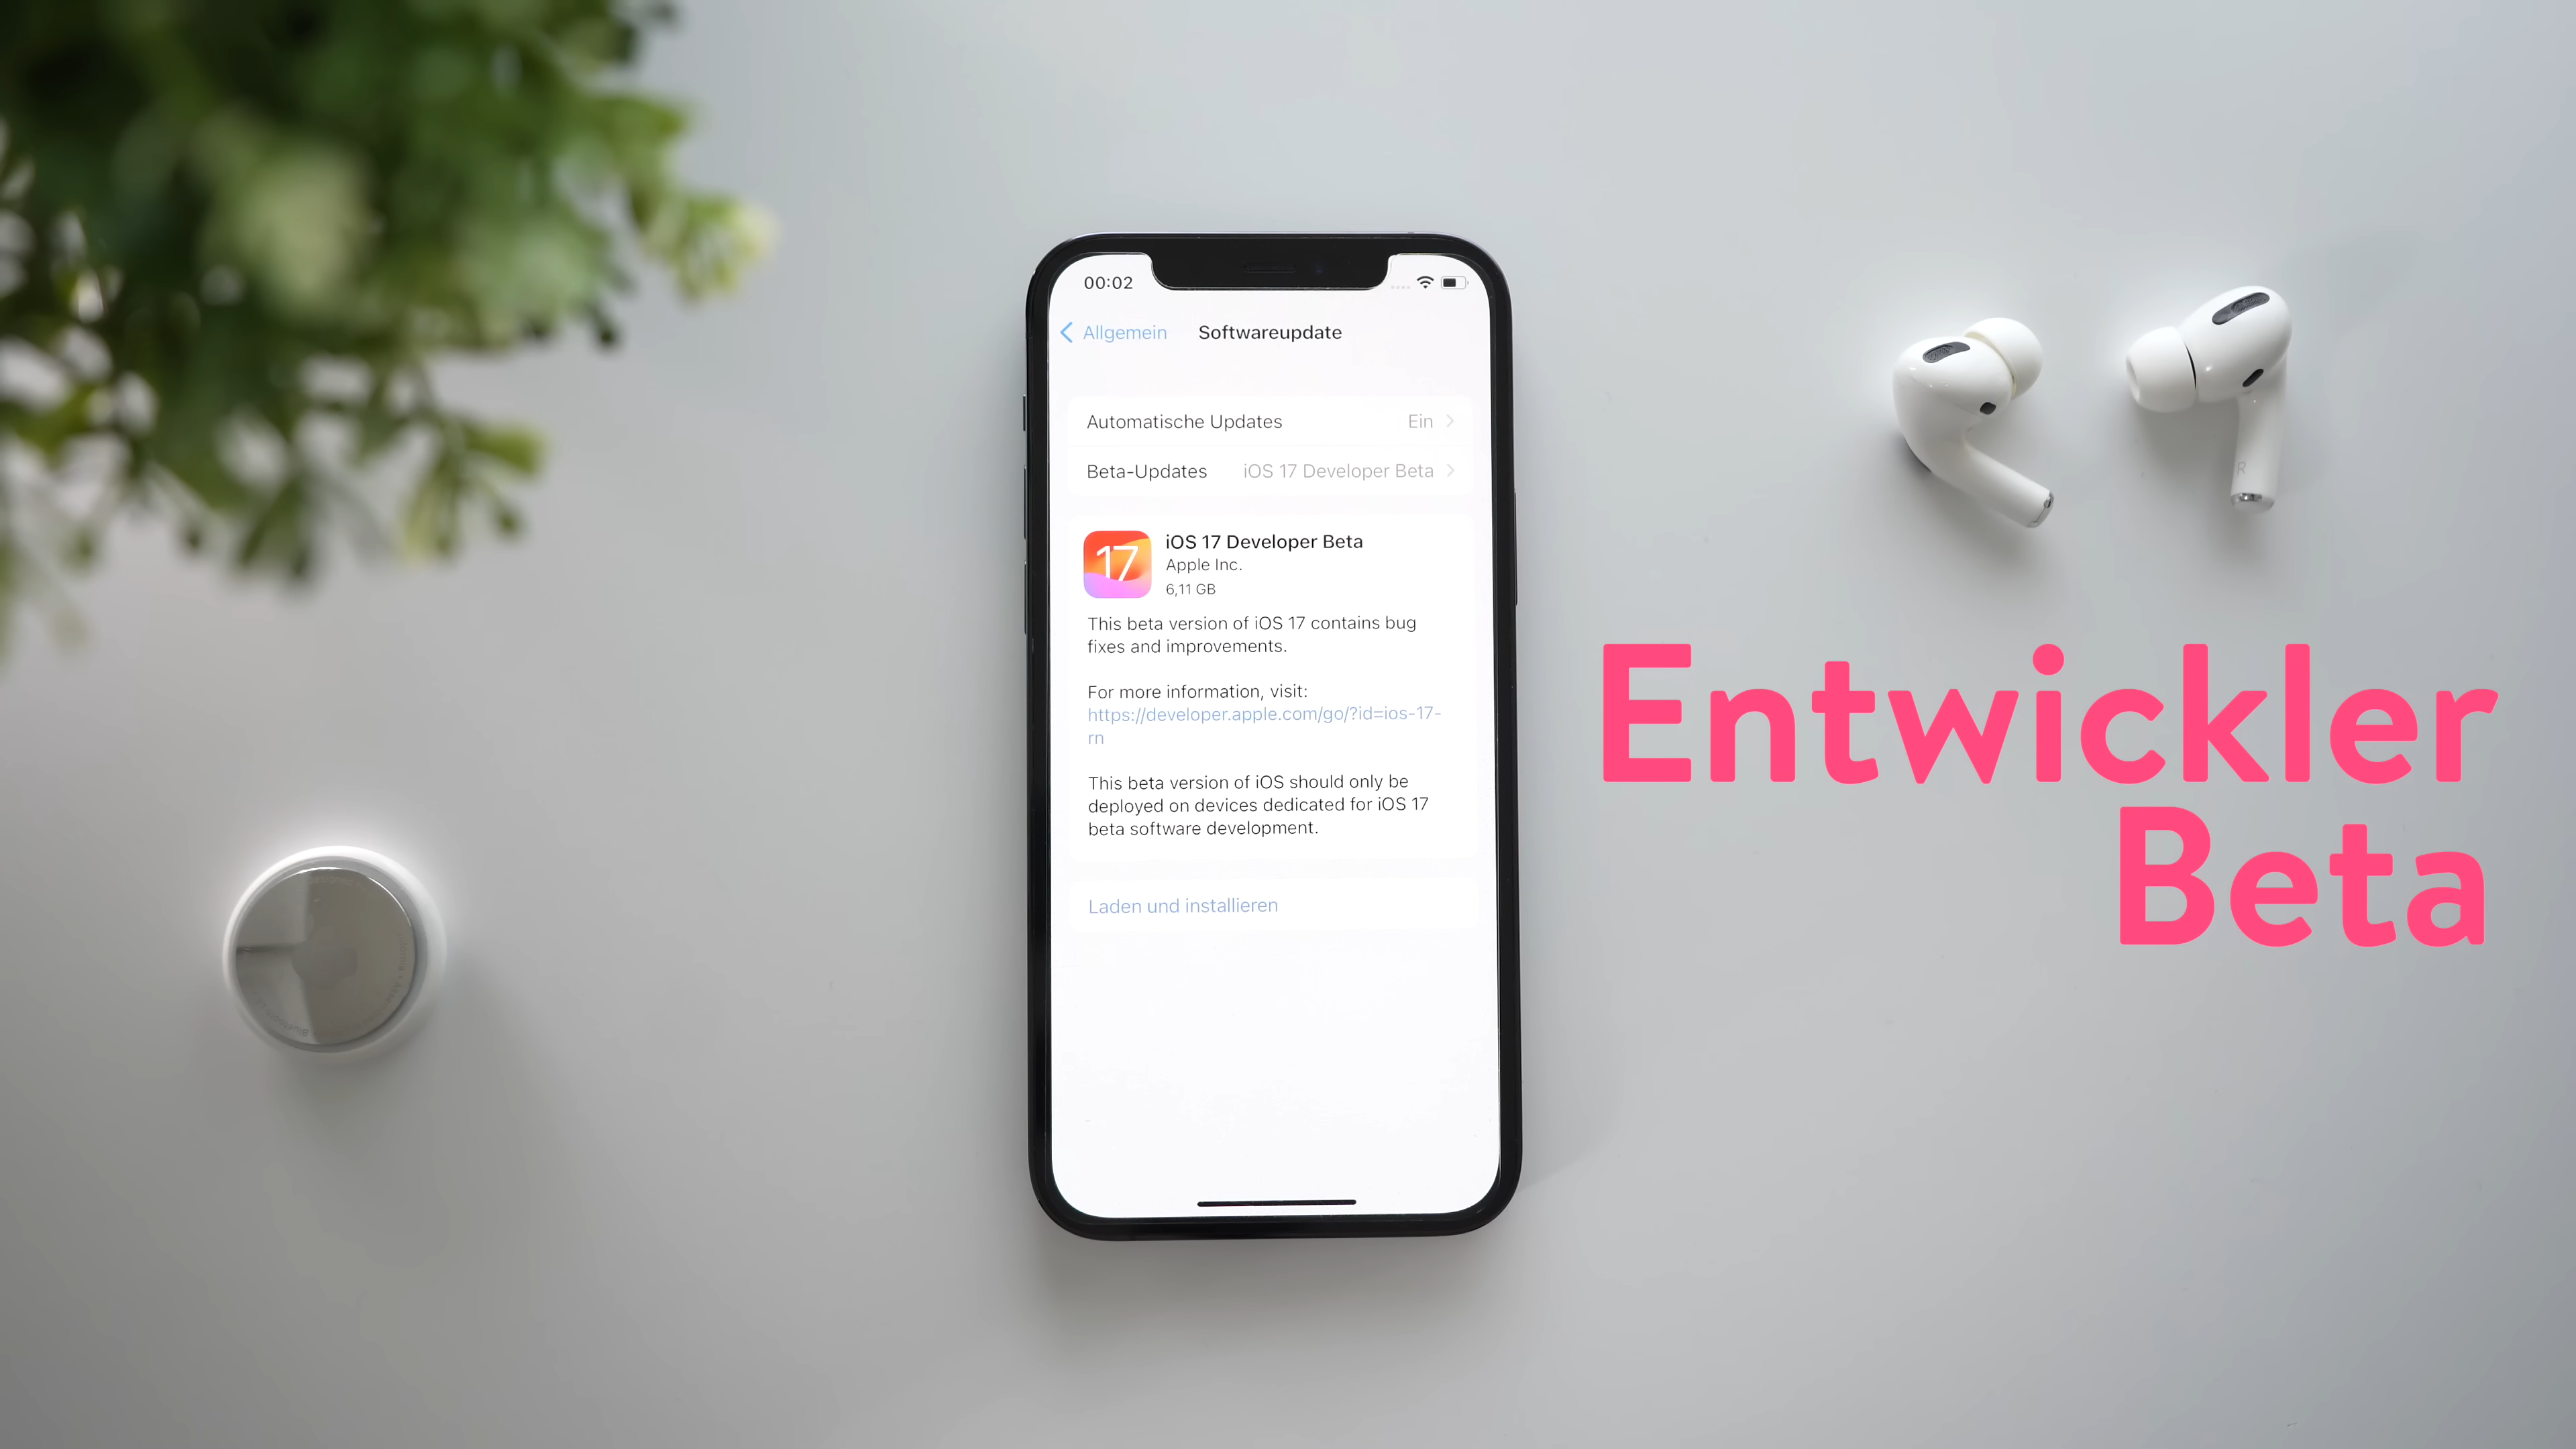 00:02
Allgemein Softwareupdate
Automatische Updates Ein
Beta-Updates iOS 17 Developer Beta
17
iOS 17 Developer Beta
Apple Inc.
6,11 GB
This beta version of iOS 17 contains bug
fixes and improvements.
For more information, visit:
https://developer.apple.com/go/?id=ios-17-
rn
This beta version of iOS should only be
deployed on devices dedicated for iOS 17
beta software development.
Laden und installieren
R
Entwickler
Beta